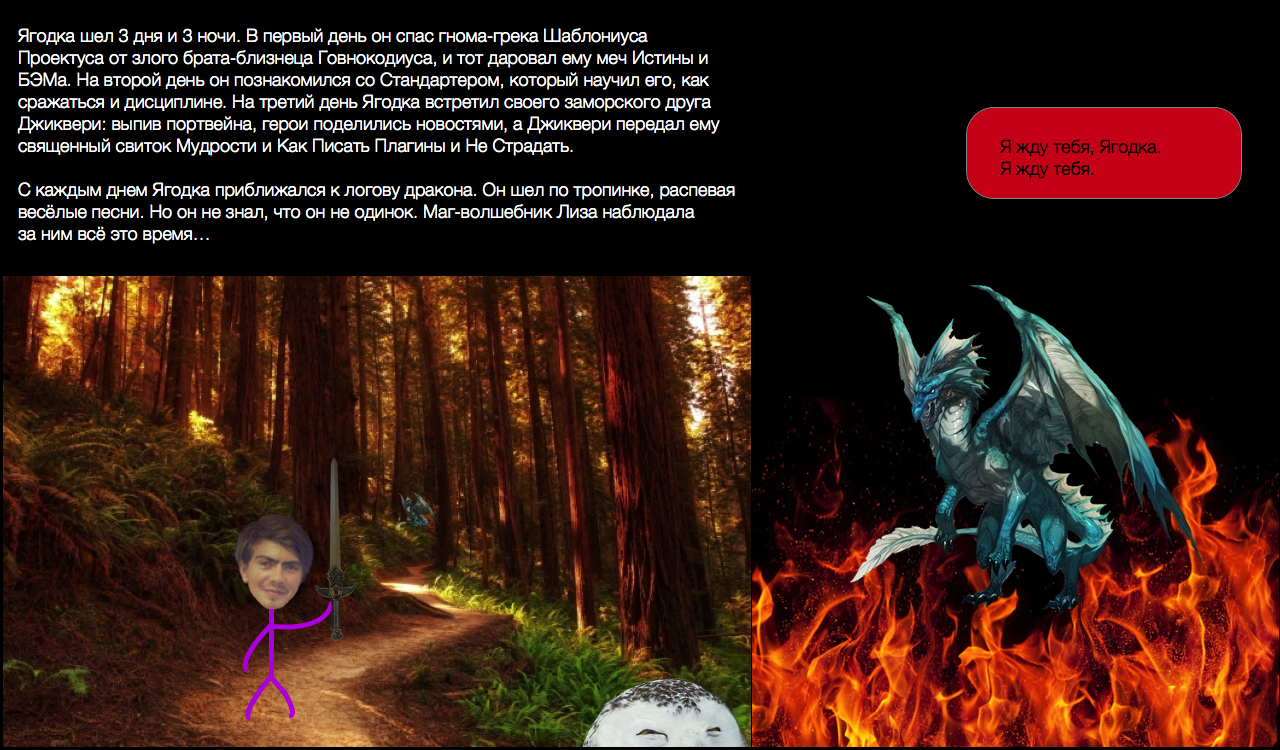 Ягодка шел 3 дня и 3 ночи. В первый день он спас гнома-грека Шаблониуса
Проектуса от злого брата-близнеца Говнокодиуса, и тот даровал ему меч Истины и
БЭМа. На второй день он познакомился со Стандартером, который научил его, как
сражаться и дисциплине. На третий день Ягодка встретил своего заморского друга
Джиквери: выпив портвейна, герои поделились новостями, а Джиквери передал ему
священный свиток Мудрости и Как Писать Плагины и Не Страдать.
С каждым днем Ягодка приближался к логову дракона. Он шел по тропинке, распевая
весёлые песни. Но он не знал, что он не одинок. Маг-волшебник Лиза наблюдала
за ним всё это время…
Я жду тебя, Ягодка.
Я жду тебя.